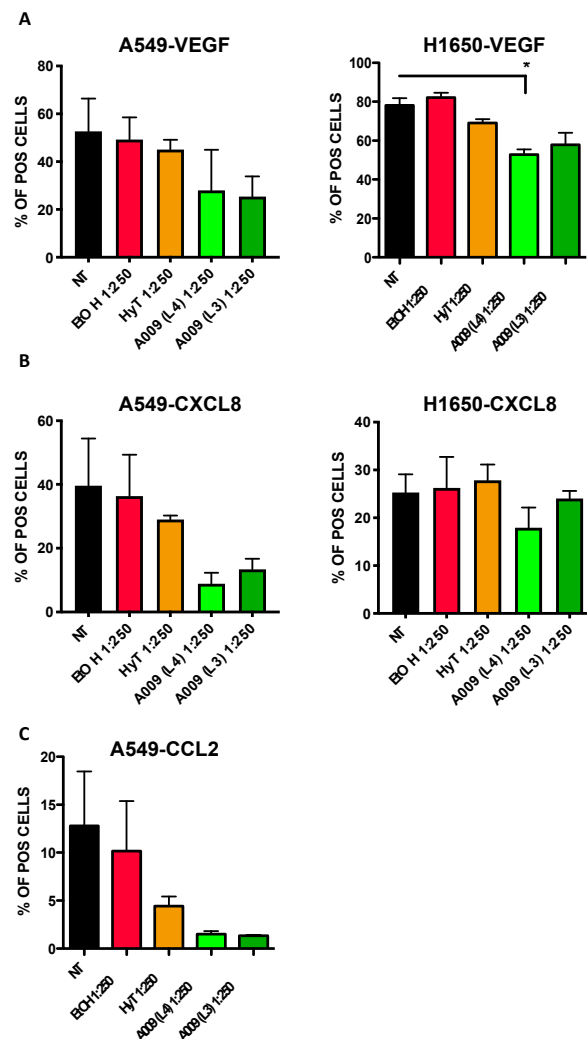 A
A549-VEGF
% OF POS CELLS
80
60
40
20
0
NT
EtO H 1:250
HyT 1:250
A009 (L4) 1:250
A009 (L3) 1:250
H1650-VEGF
*
% OF POS CELLS
100
80
60
40
20
0
NT
EtOH 1:250
HyT 1:250
A009 (L4) 1:250
A009 (L3) 1:250
B
A549-CXCL8
% OF POS CELLS
60
40
20
0
NT
EtO H 1:250
HyT 1:250
A009 (L4) 1:250
A009 (L3) 1:250
H1650-CXCL8
% OF POS CELLS
40
30
20
10
0
NT
EtO H 1:250
HyT 1:250
A009 (L4) 1:250
A009 (L3) 1:250
C
A549-CCL2
% OF POS CELLS
20
15
10
5
0
NT
EtOH 1:250
HyT 1:250
A009 (L4) 1:250
A009 (L3) 1:250